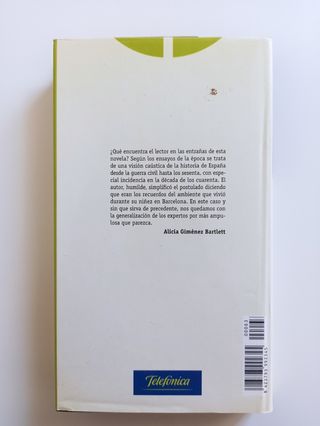 ¿Qué encuentra el lector en las entrañas de esta
novela? Según los ensayos de la época se trata
de una visión caústica de la historia de España
desde la guerra civil hasta los sesenta, con espe-
cial incidencia en la década de los cuarenta. El
autor, humilde, simplificó el postulado diciendo
que eran los recuerdos del ambiente que vivió
durante su niñez en Barcelona. En este caso y
sin que sirva de precedente, nos quedamos con
la generalización de los expertos por más ampu-
losa que parezca.
Alicia Giménez Bartlett
00003
Telefónica